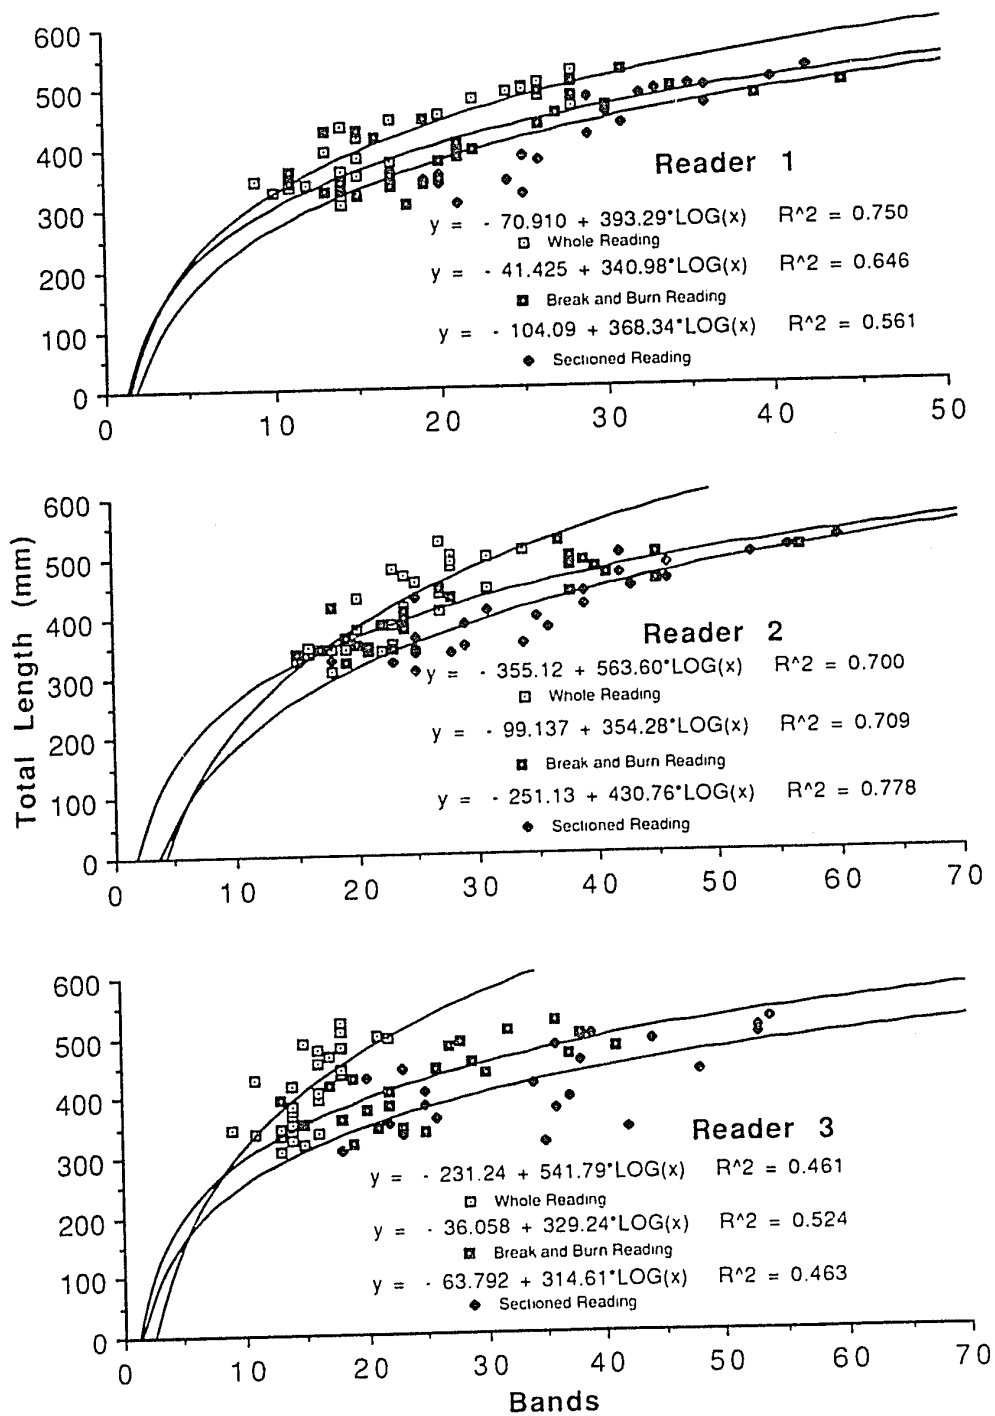 600
500
400
300
200
100
0
Reader 1
y = - 70.910 + 393.29*LOG(x) R^2 = 0.750
Whole Reading
y = - 41.425 + 340.98*LOG(x) R^2 = 0.646
Break and Burn Reading
y = - 104.09 + 368.34*LOG(x) R^2 = 0.561
Sectioned Reading
0 10 20 30 40 50
Total Length (mm)
600
500
400
300
200
100
0
Reader 2
y = - 355.12 + 563.60*LOG(x) R^2 = 0.700
Whole Reading
y = - 99.137 + 354.28*LOG(x) R^2 = 0.709
Break and Burn Reading
y = - 251.13 + 430.76*LOG(x) R^2 = 0.778
Sectioned Reading
0 10 20 30 40 50 60 70
600
500
400
300
200
100
0
Reader 3
y = - 231.24 + 541.79*LOG(x) R^2 = 0.461
Whole Reading
y = - 36.058 + 329.24*LOG(x) R^2 = 0.524
Break and Burn Reading
y = - 63.792 + 314.61*LOG(x) R^2 = 0.463
Sectioned Reading
0 10 20 30 40 50 60 70
Bands